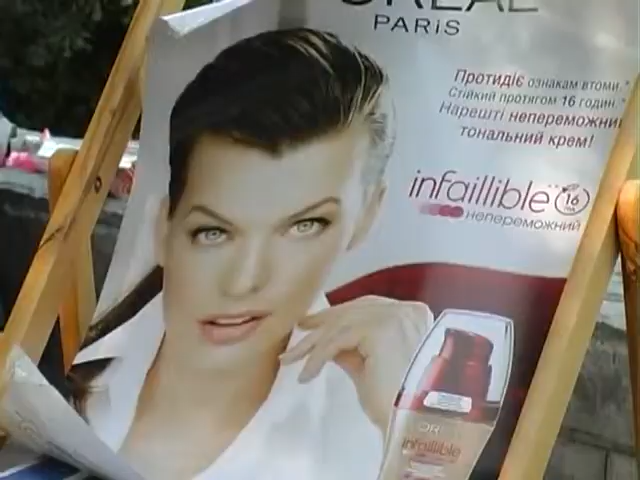 PARIS
Протидіє ознакам втоми.*
Стійкий протягом 16 годин.*
Нарешті непереможний
тональний крем!
infaillible
16
непереможний
infaillible